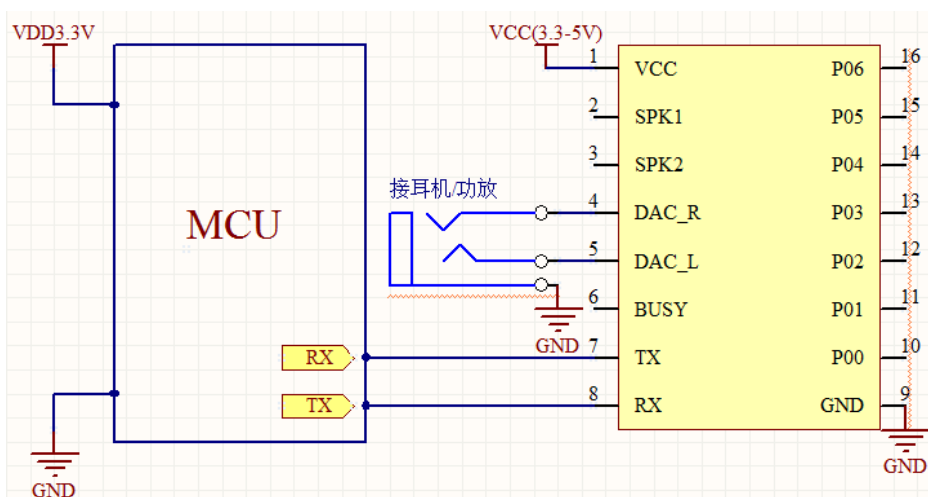 VDD3.3V
MCU
RX
TX
GND
VCC(3.3-5V)
接耳机/功放
GND
1 VCC
2 SPK1
3 SPK2
4 DAC_R
5 DAC_L
6 BUSY
7 TX
8 RX
P06 16
P05 15
P04 14
P03 13
P02 12
P01 11
P00 10
GND 9
GND